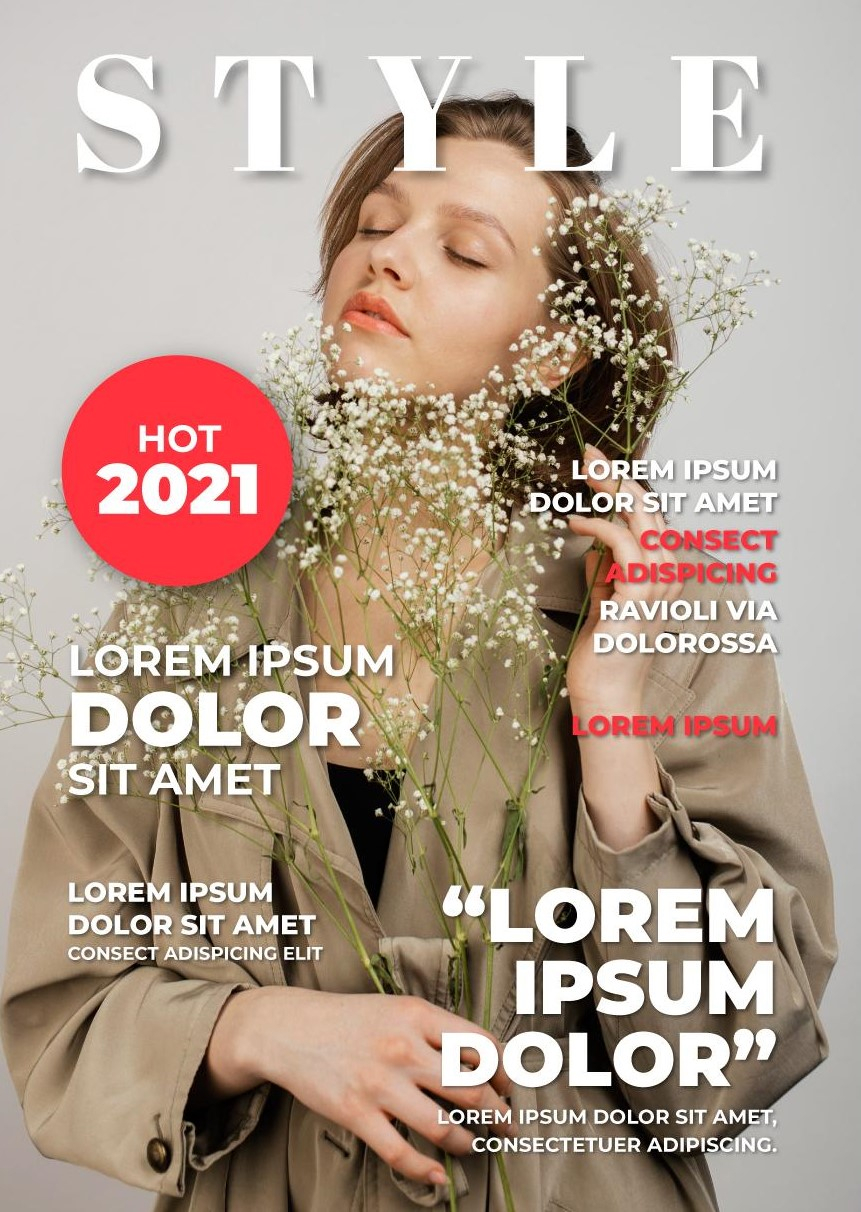 STYLE
HOT
2021
LOREM IPSUM
DOLOR SIT AMET
CONSECT
ADISPICING
RAVIOLI VIA
DOLOROSSA
LOREM IPSUM
LOREM IPSUM
DOLOR
SIT AMET
LOREM IPSUM
DOLOR SIT AMET
CONSECT ADISPICING ELIT
“LOREM
IPSUM
DOLOR”
LOREM IPSUM DOLOR SIT AMET,
CONSECTETUER ADIPISCING.